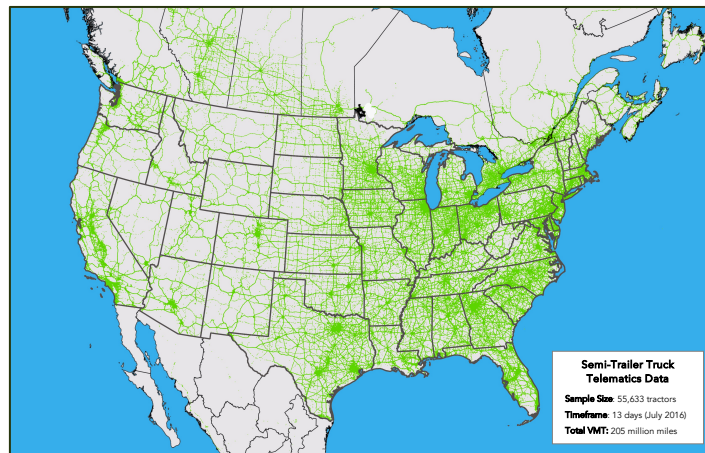 Semi-Trailer Truck
Telematics Data
Sample Size: 55,633 tractors
Timeframe: 13 days (July 2016)
Total VMT: 205 million miles